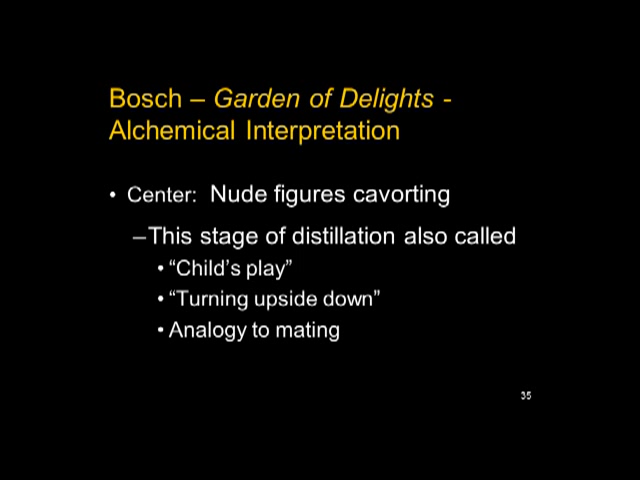 Bosch – Garden of Delights -
Alchemical Interpretation
• Center: Nude figures cavorting
–This stage of distillation also called
• “Child’s play”
• “Turning upside down”
• Analogy to mating
35